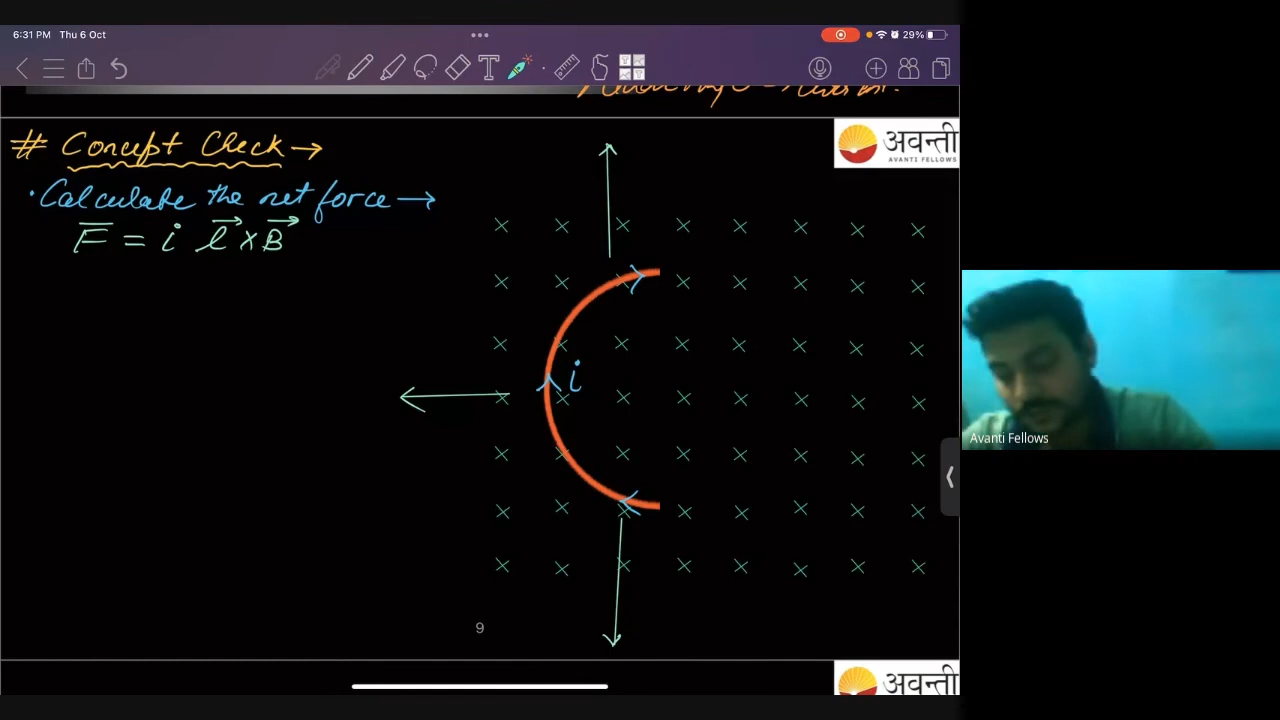 6:31 PM Thu 6 Oct
29%
# Concept Check →
अवन्ती
AVANTI FELLOWS
· Calculate the net force →
F = i l × B
i
Avanti Fellows
9
अवन्ती